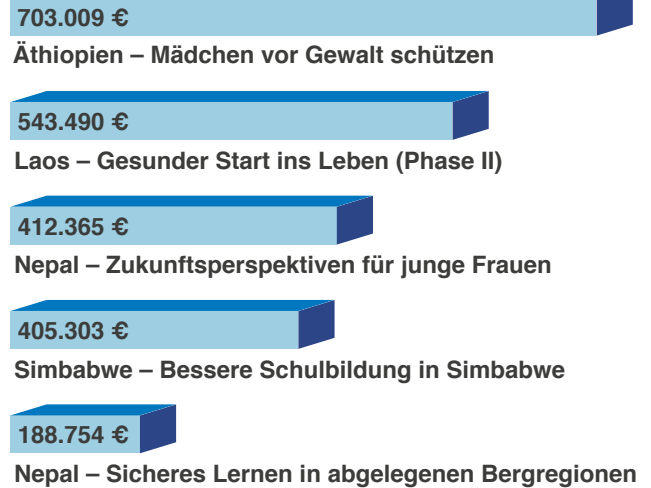 703.009 €
Äthiopien – Mädchen vor Gewalt schützen
543.490 €
Laos – Gesunder Start ins Leben (Phase II)
412.365 €
Nepal – Zukunftsperspektiven für junge Frauen
405.303 €
Simbabwe – Bessere Schulbildung in Simbabwe
188.754 €
Nepal – Sicheres Lernen in abgelegenen Bergregionen